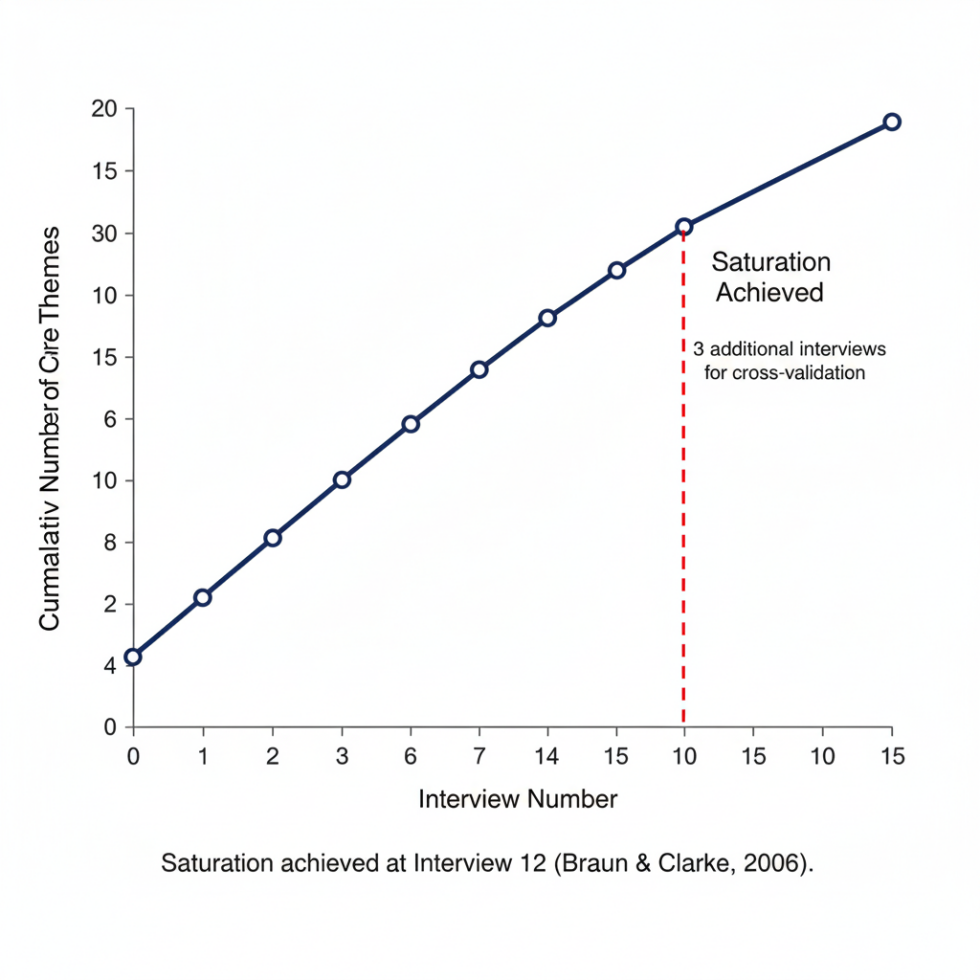 20
15
30
10
15
6
10
8
2
4
0
Cumalativ Number of Cıre Themes
Saturation
Achieved
3 additional interviews
for cross-validation
0 1 2 3 6 7 14 15 10 15 10 15
Interview Number
Saturation achieved at Interview 12 (Braun & Clarke, 2006).